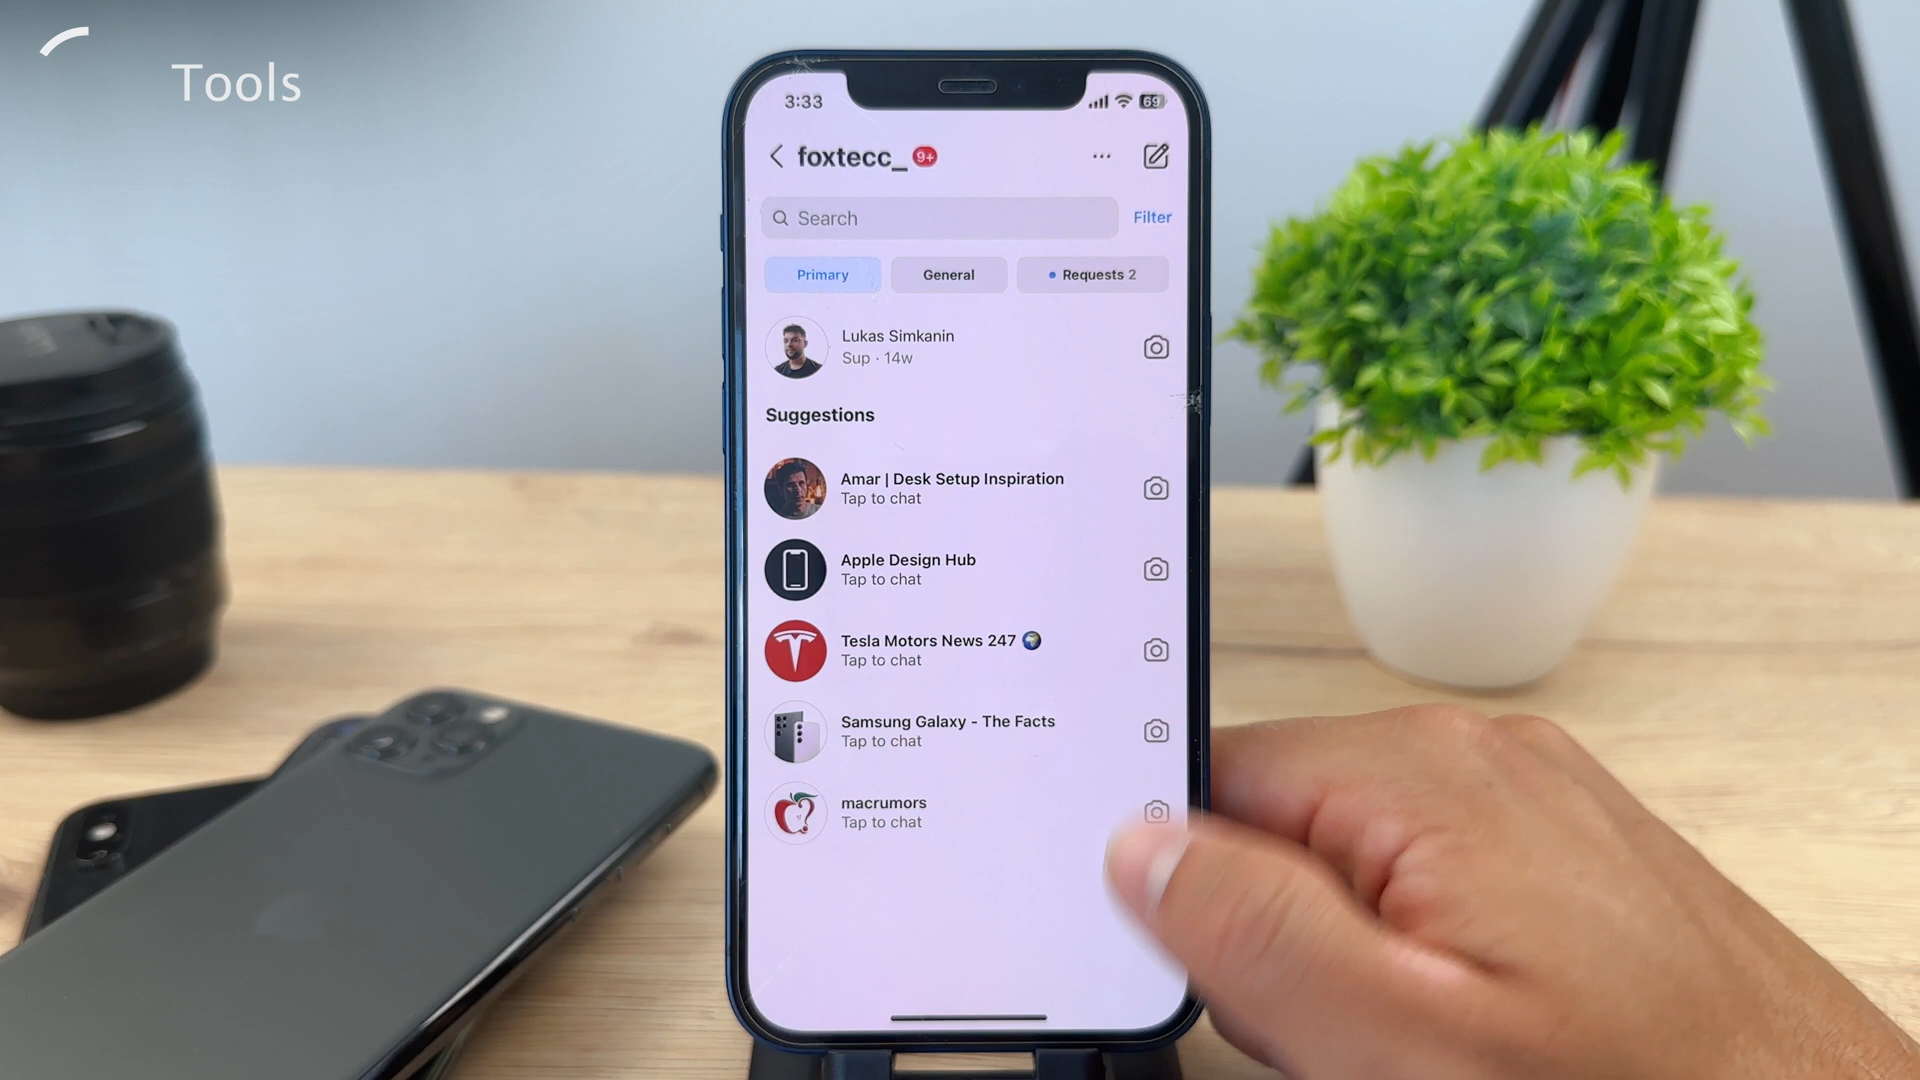 Tools
3:33
69
foxtecc_ 9+
Search
Filter
Primary
General
Requests 2
Lukas Simkanin
Sup · 14w
Suggestions
Amar | Desk Setup Inspiration
Tap to chat
Apple Design Hub
Tap to chat
Tesla Motors News 247
Tap to chat
Samsung Galaxy - The Facts
Tap to chat
macrumors
Tap to chat